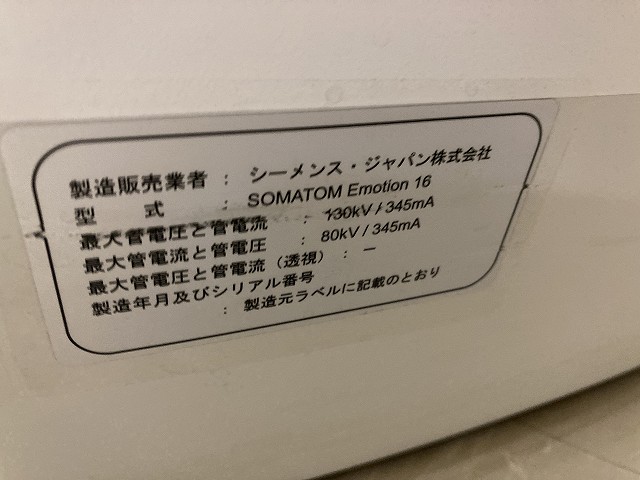 製造販売業者 : シーメンス・ジャパン株式会社
型 式 : SOMATOM Emotion 16
最大管電圧と管電流 : 130kV / 345mA
最大管電流と管電圧 : 80kV / 345mA
最大管電圧と管電流（透視） : ー
製造年月及びシリアル番号
: 製造元ラベルに記載のとおり